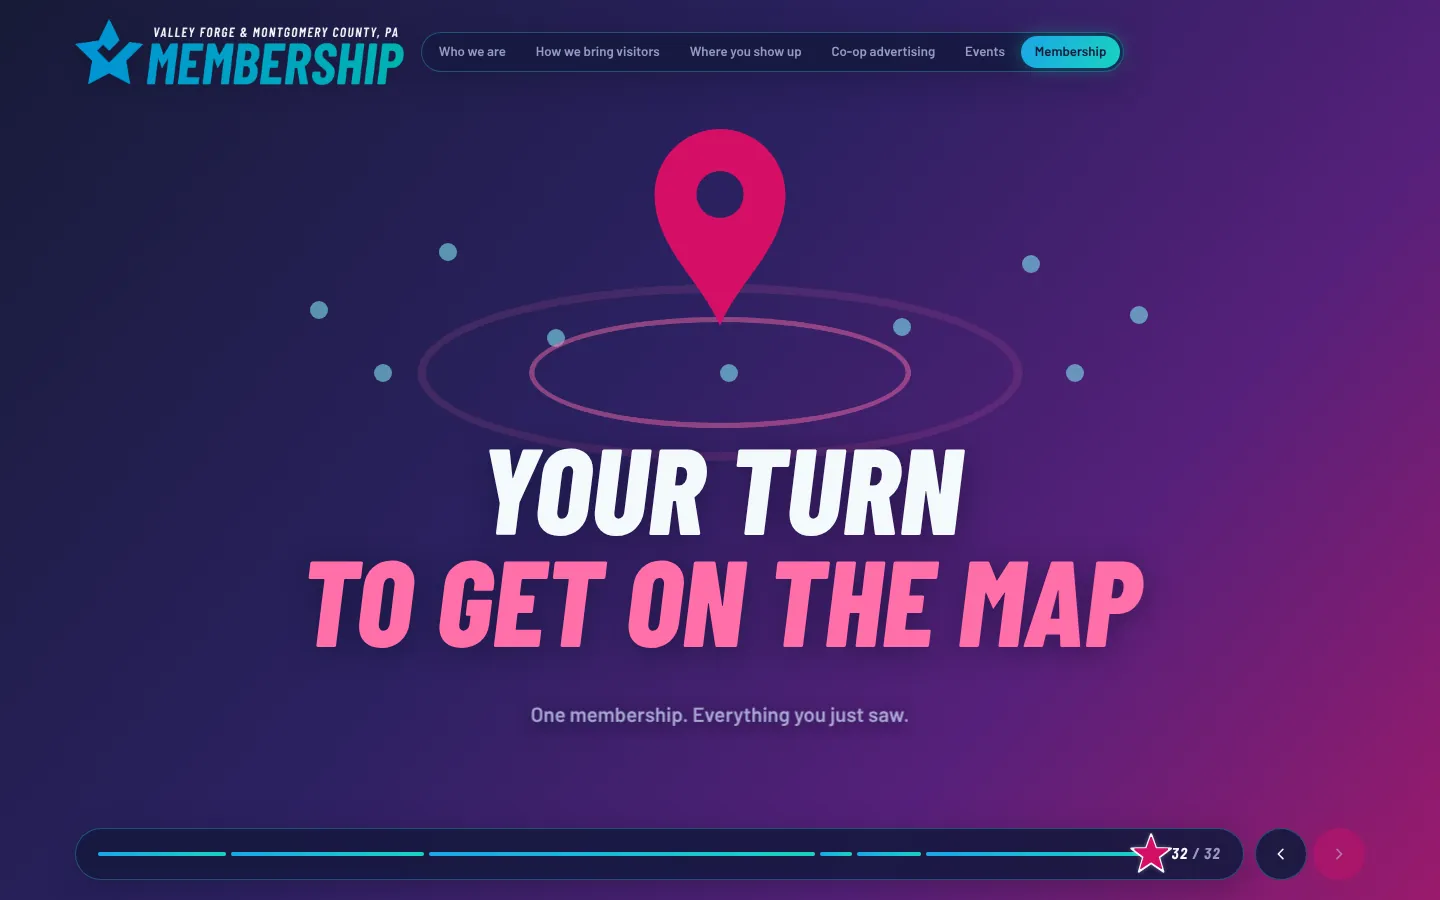 VALLEY FORGE & MONTGOMERY COUNTY, PA
MEMBERSHIP
Who we are
How we bring visitors
Where you show up
Co-op advertising
Events
Membership
YOUR TURN
TO GET ON THE MAP
One membership. Everything you just saw.
32 / 32